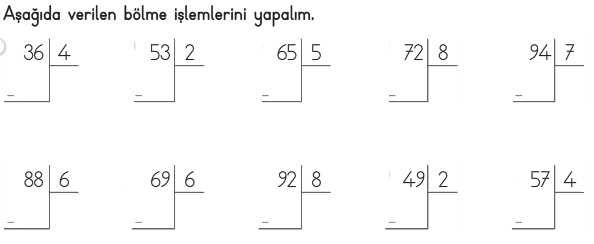 Aşağıda verilen bölme işlemlerini yapalım.
36 4 53 2 65 5 72 8 94 7
- - - - -
88 6 69 6 92 8 49 2 57 4
- - - - -